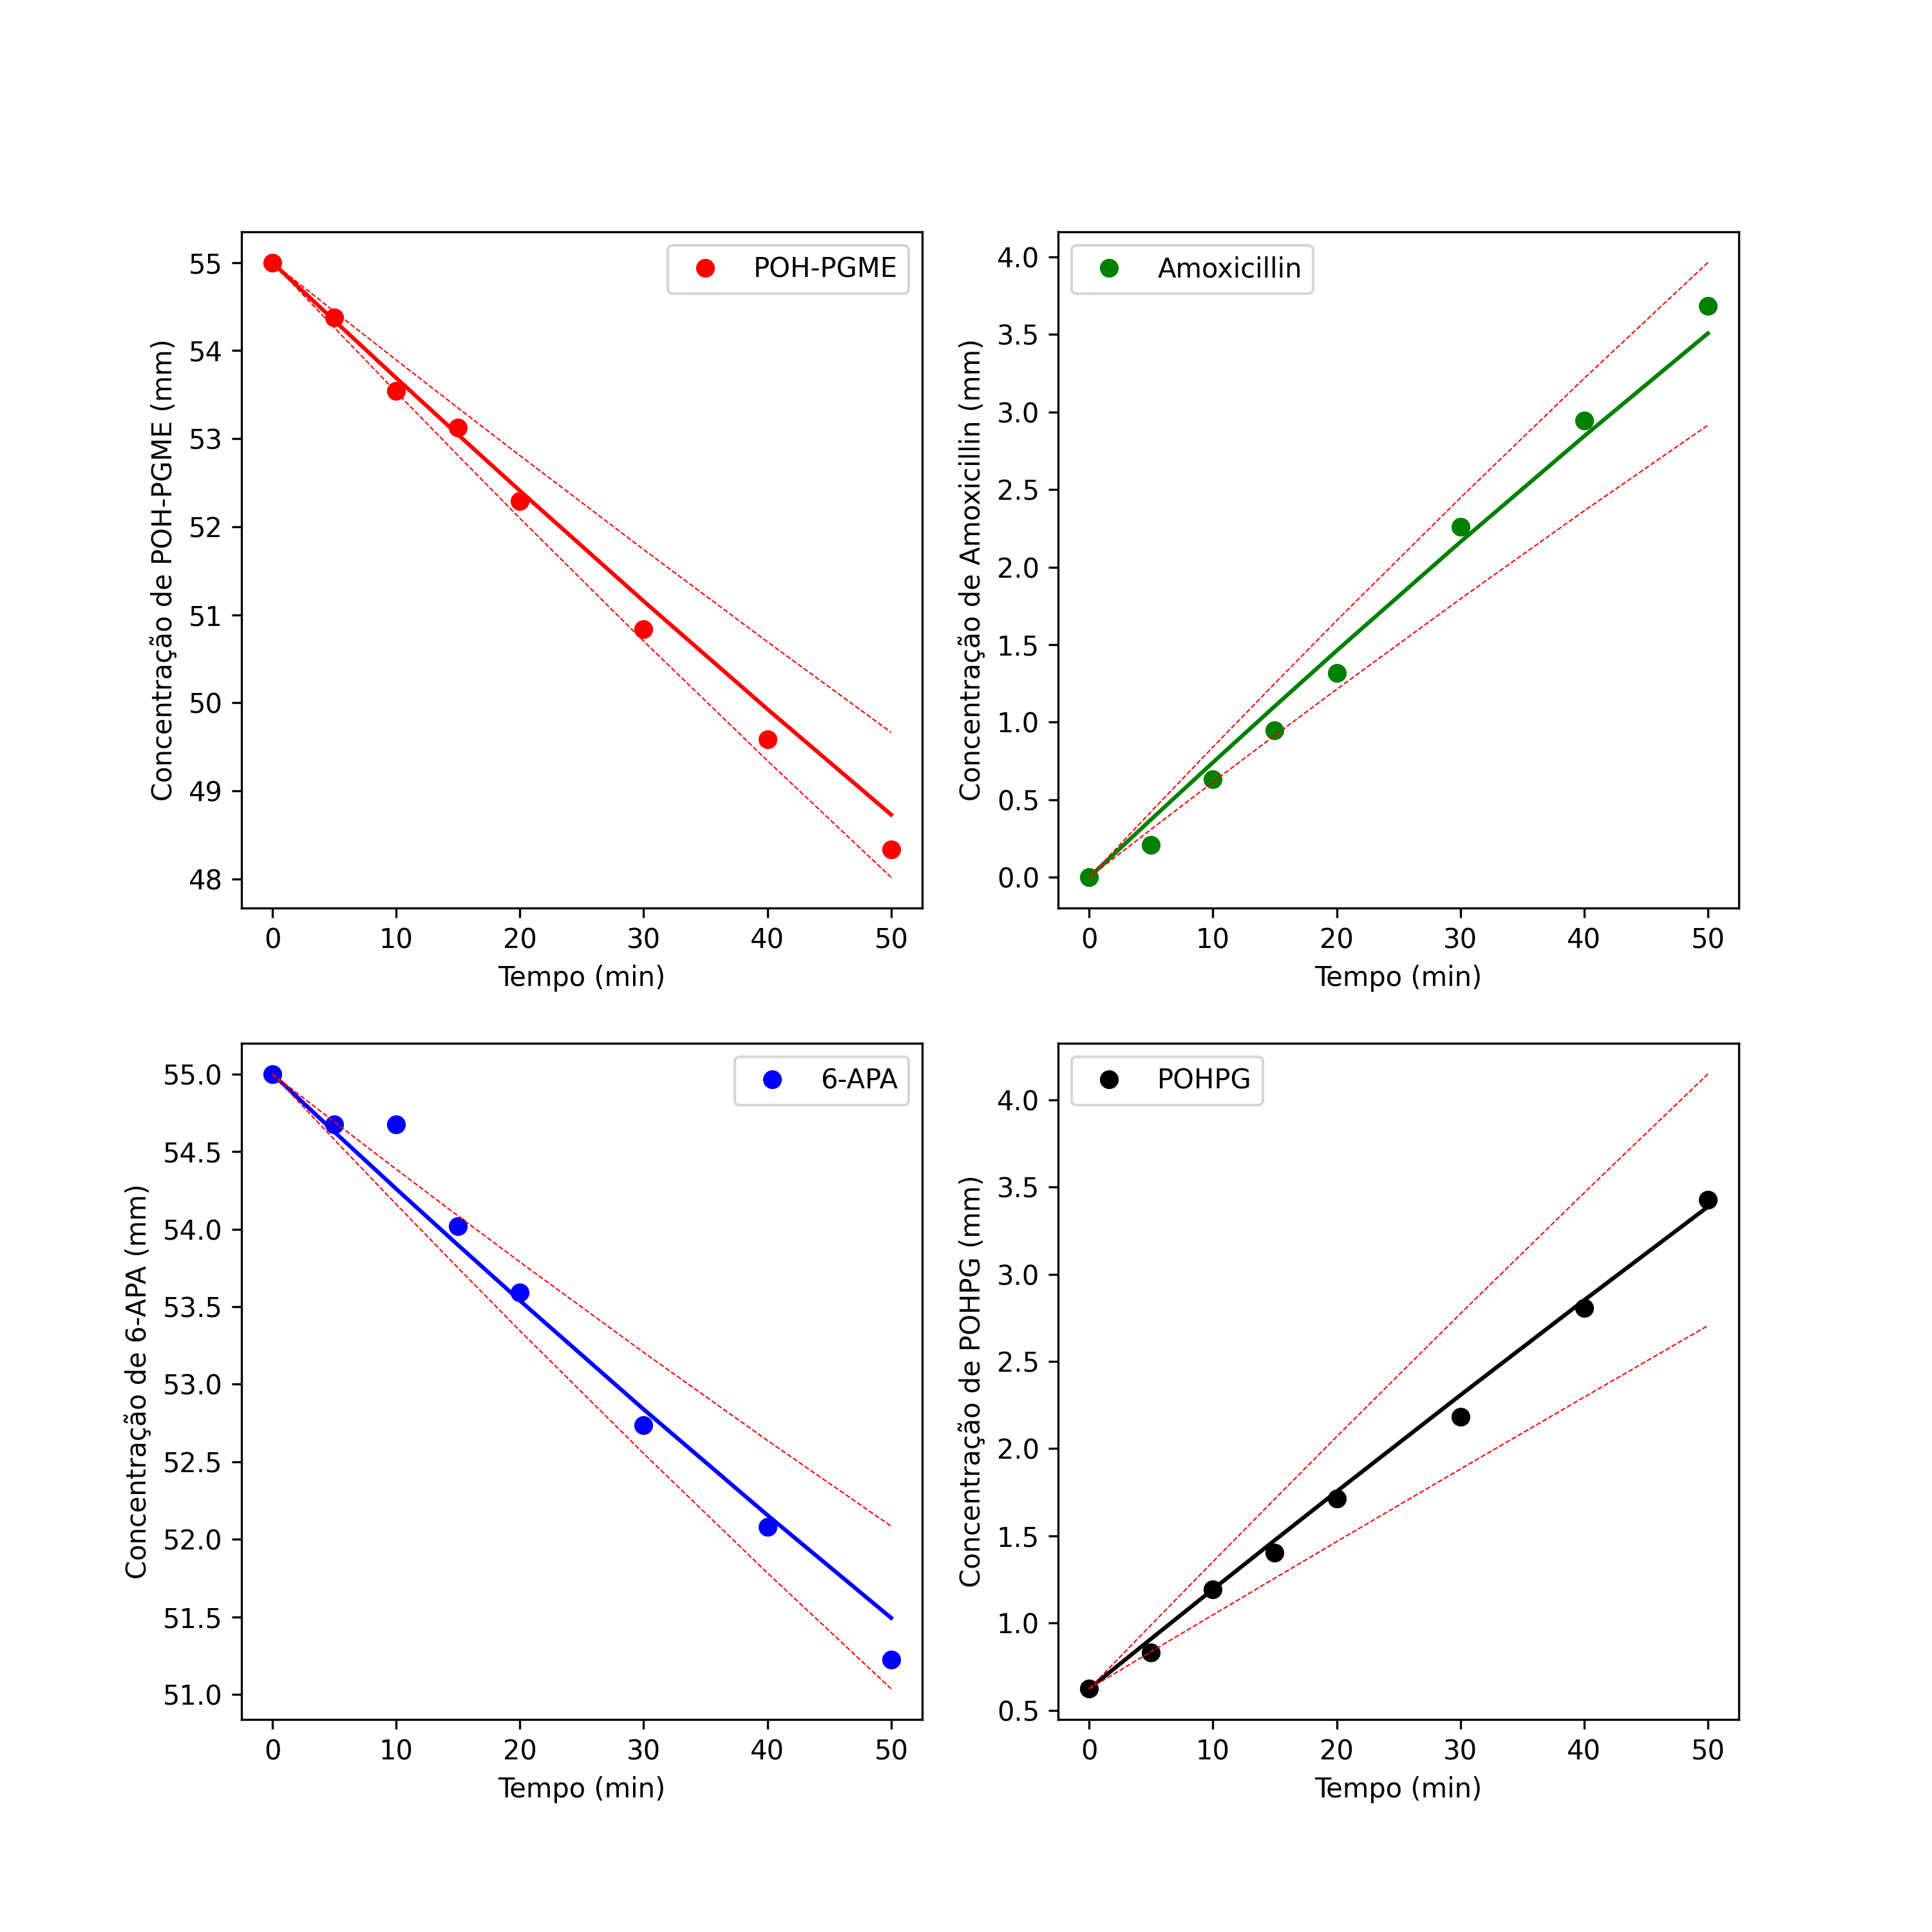 POH-PGME
Concentração de POH-PGME (mm)
55
54
53
52
51
50
49
48
0 10 20 30 40 50
Tempo (min)
Amoxicillin
Concentração de Amoxicillin (mm)
4.0
3.5
3.0
2.5
2.0
1.5
1.0
0.5
0.0
0 10 20 30 40 50
Tempo (min)
6-APA
Concentração de 6-APA (mm)
55.0
54.5
54.0
53.5
53.0
52.5
52.0
51.5
51.0
0 10 20 30 40 50
Tempo (min)
POHPG
Concentração de POHPG (mm)
4.0
3.5
3.0
2.5
2.0
1.5
1.0
0.5
0 10 20 30 40 50
Tempo (min)